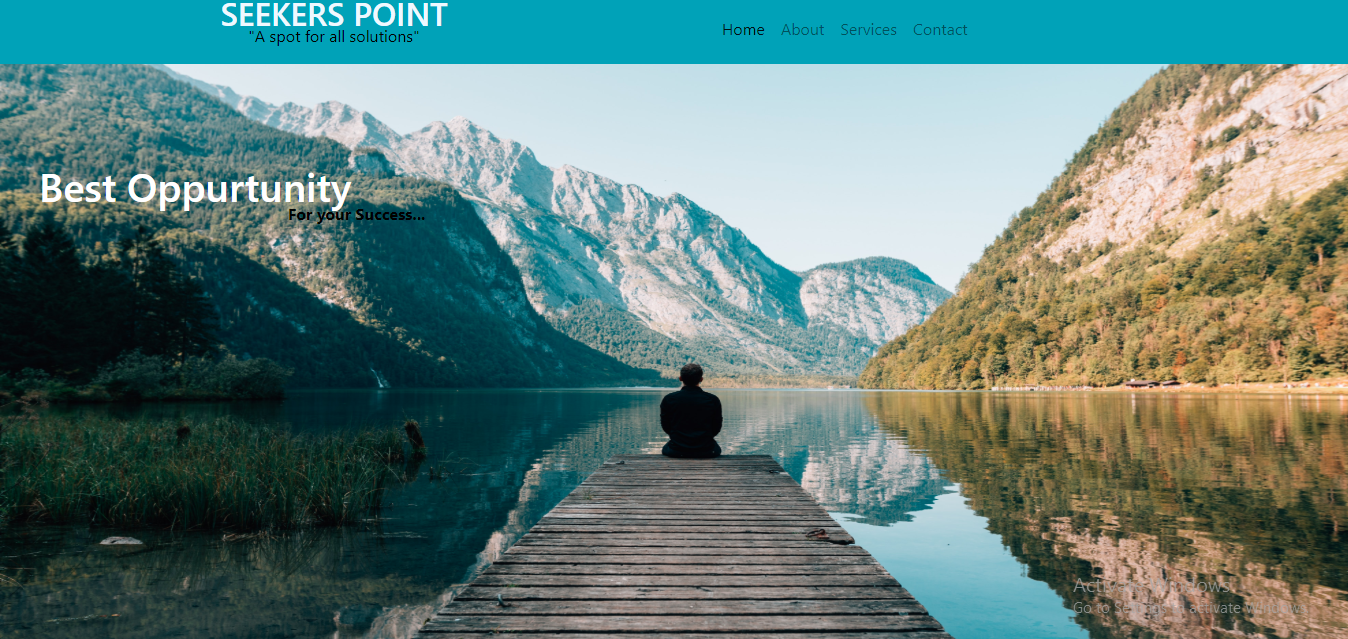 SEEKERS POINT
"A spot for all solutions"
Home About Services Contact
Best Oppurtunity
For your Success...
Activate Windows
Go to Settings to activate Windows.